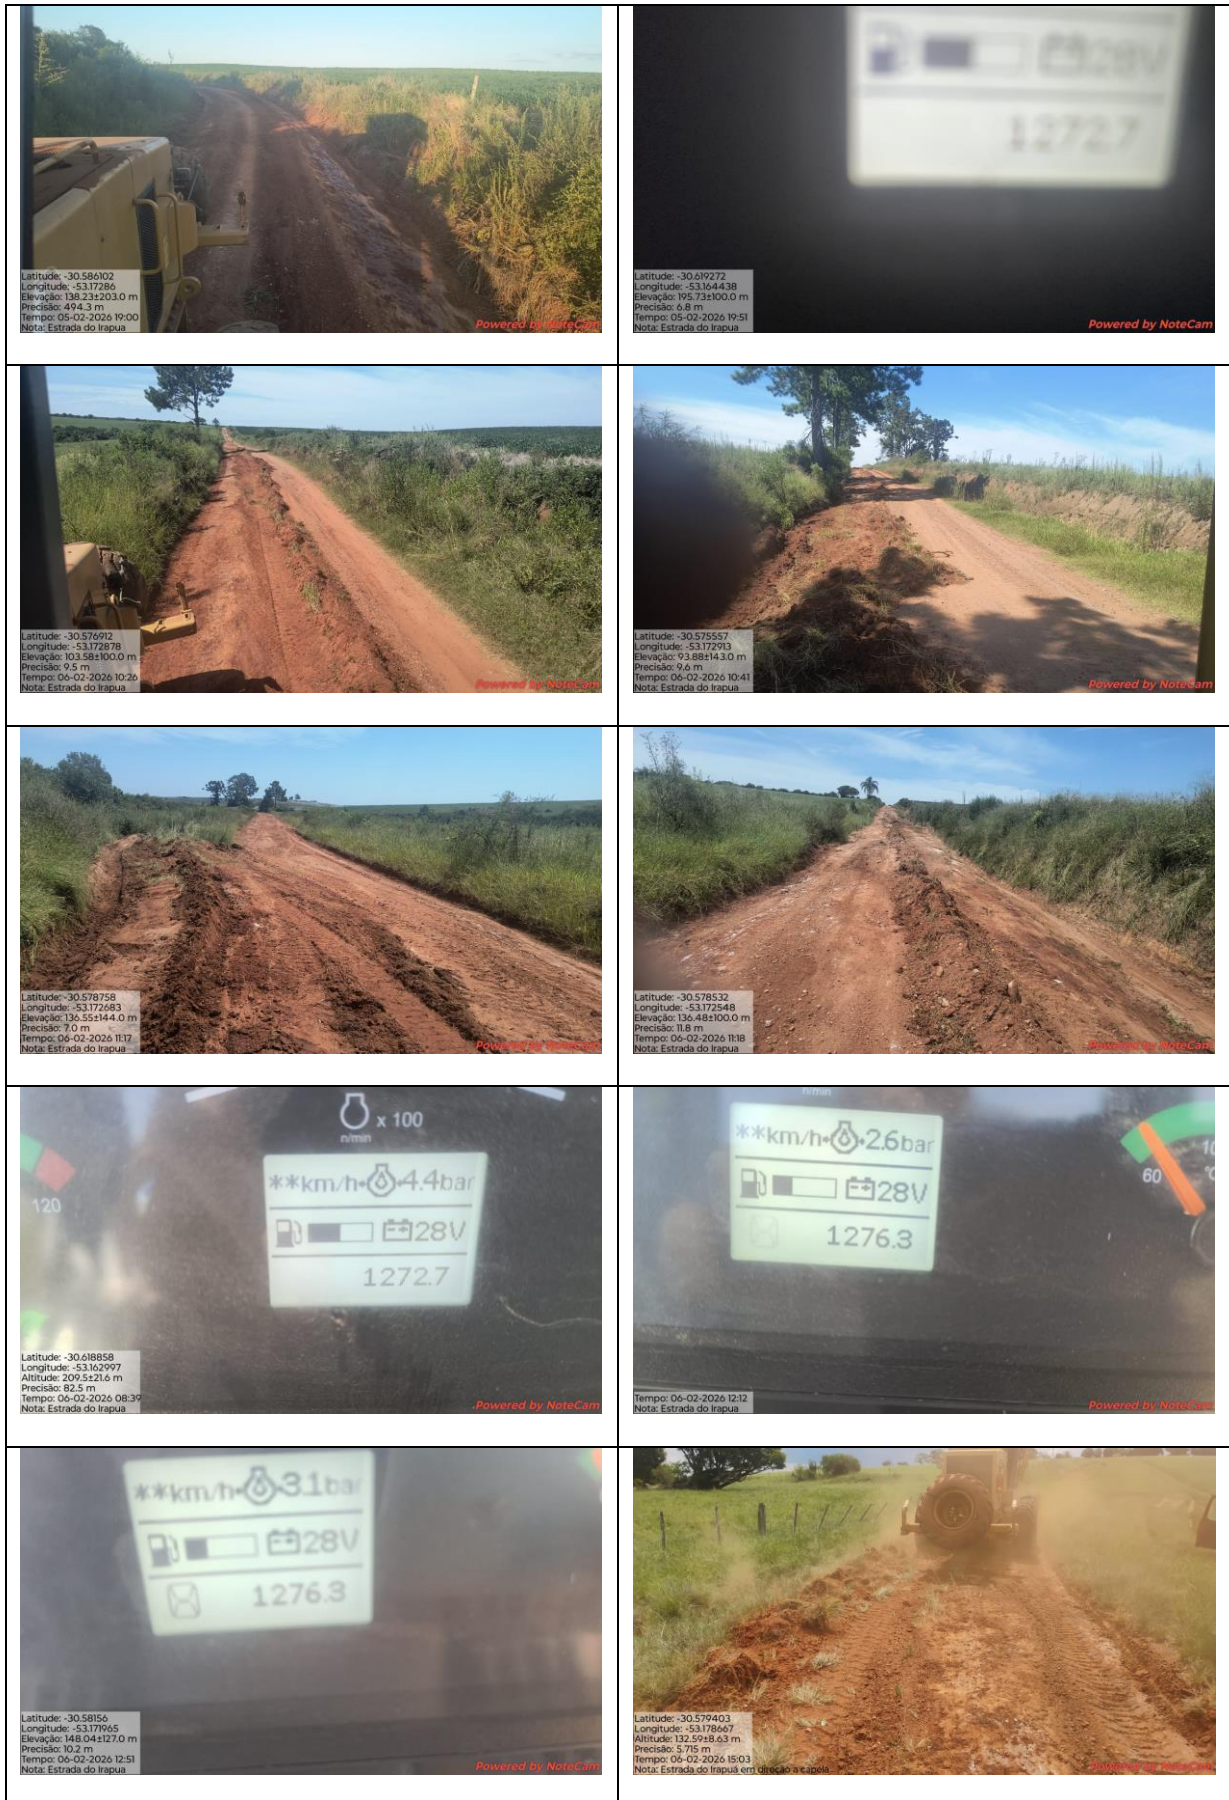 Latitude: -30.586102
Longitude: -53.17286
Elevação: 138.23±203.0 m
Precisão: 494.3 m
Tempo: 05-02-2026 19:00
Nota: Estrada do Irapua
Powered by NoteCam
28V
1272.7
Latitude: -30.619272
Longitude: -53.164438
Elevação: 195.73±100.0 m
Precisão: 6.8 m
Tempo: 05-02-2026 19:51
Nota: Estrada do Irapua
Powered by NoteCam
Latitude: -30.576912
Longitude: -53.172878
Elevação: 103.58±100.0 m
Precisão: 9.5 m
Tempo: 06-02-2026 10:26
Nota: Estrada do Irapua
Powered by NoteCam
Latitude: -30.575557
Longitude: -53.172913
Elevação: 93.88±143.0 m
Precisão: 9.6 m
Tempo: 06-02-2026 10:41
Nota: Estrada do Irapua
Powered by NoteCam
Latitude: -30.578758
Longitude: -53.172683
Elevação: 136.55±144.0 m
Precisão: 7.0 m
Tempo: 06-02-2026 11:17
Nota: Estrada do Irapua
Powered by NoteCam
Latitude: -30.578532
Longitude: -53.172548
Elevação: 136.48±100.0 m
Precisão: 11.8 m
Tempo: 06-02-2026 11:18
Nota: Estrada do Irapua
Powered by NoteCam
x 100
n/min
120
**km/h 4.4bar
28V
1272.7
Latitude: -30.618858
Longitude: -53.162997
Altitude: 209.5±21.6 m
Precisão: 82.5 m
Tempo: 06-02-2026 08:39
Nota: Estrada do Irapua
Powered by NoteCam
n/min
**km/h 2.6bar
28V
1276.3
60
10
°C
Tempo: 06-02-2026 12:12
Nota: Estrada do Irapua
Powered by NoteCam
**km/h 3.1bar
28V
1276.3
Latitude: -30.58156
Longitude: -53.171965
Elevação: 148.04±127.0 m
Precisão: 10.2 m
Tempo: 06-02-2026 12:51
Nota: Estrada do Irapua
Powered by NoteCam
Latitude: -30.579403
Longitude: -53.178667
Altitude: 132.59±8.63 m
Precisão: 5.715 m
Tempo: 06-02-2026 15:03
Nota: Estrada do Irapuá em direção a capela
Powered by NoteCam